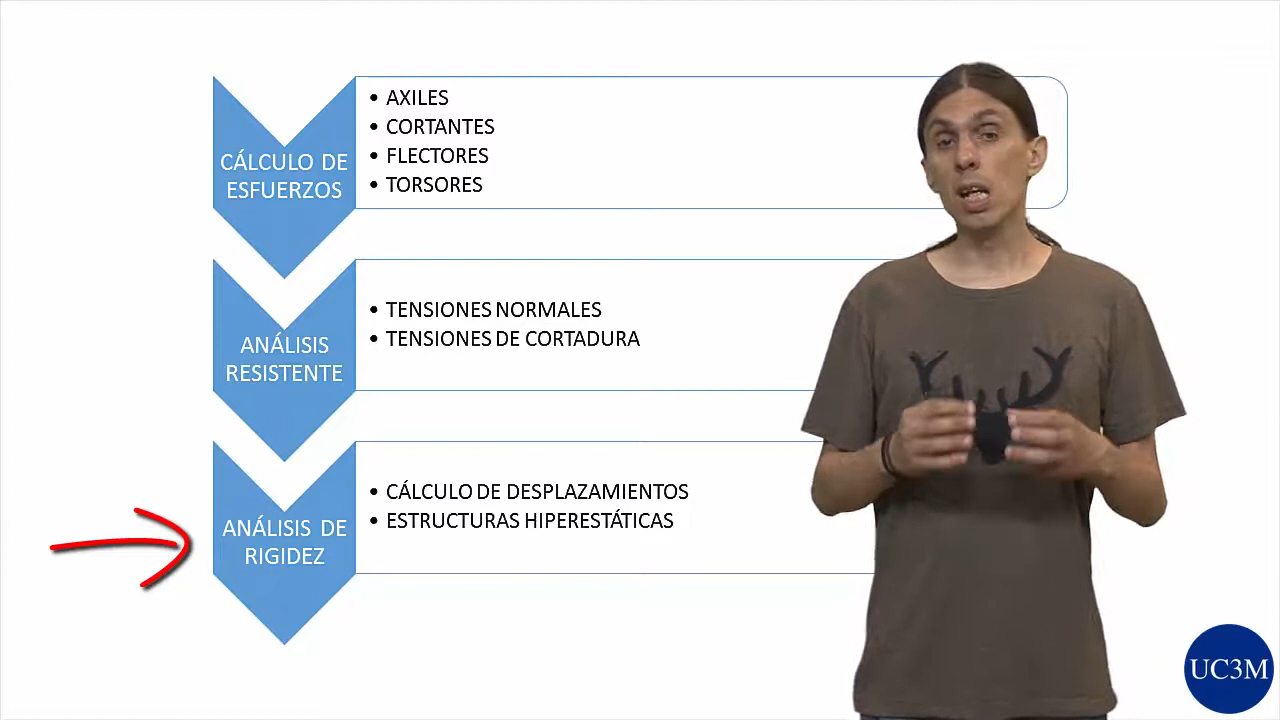 CÁLCULO DE
ESFUERZOS
• AXILES
• CORTANTES
• FLECTORES
• TORSORES
ANÁLISIS
RESISTENTE
• TENSIONES NORMALES
• TENSIONES DE CORTADURA
ANÁLISIS DE
RIGIDEZ
• CÁLCULO DE DESPLAZAMIENTOS
• ESTRUCTURAS HIPERESTÁTICAS
UC3M